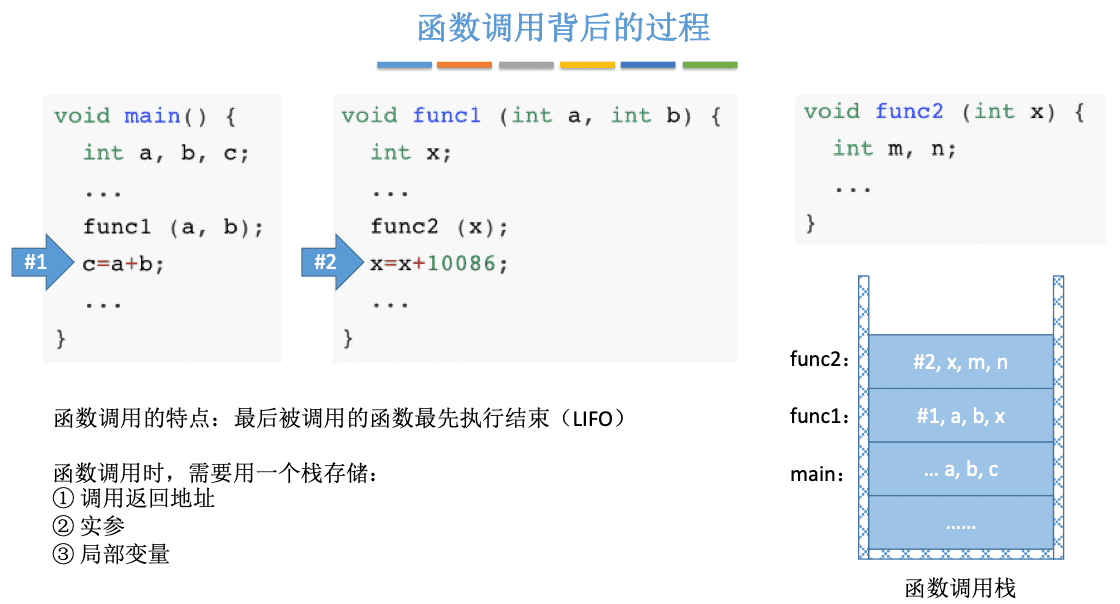 函数调用背后的过程
void main() {
int a, b, c;
...
func1 (a, b);
#1
c=a+b;
...
}
void func1 (int a, int b) {
int x;
...
func2 (x);
#2
x=x+10086;
...
}
void func2 (int x) {
int m, n;
...
}
函数调用的特点：最后被调用的函数最先执行结束（LIFO）
函数调用时，需要用一个栈存储：
① 调用返回地址
② 实参
③ 局部变量
func2： #2, x, m, n
func1： #1, a, b, x
main： ... a, b, c
......
函数调用栈